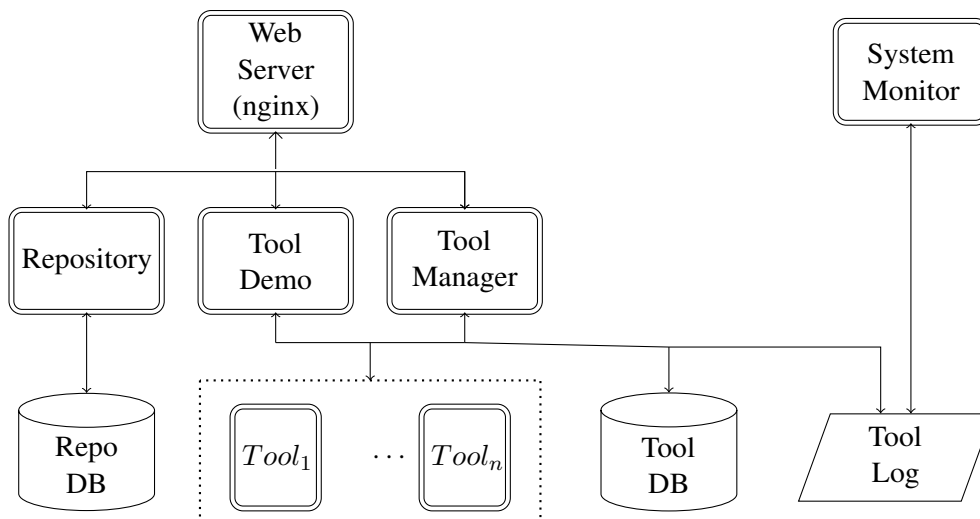 Web
Server
(nginx)
System
Monitor
Repository
Tool
Demo
Tool
Manager
Repo
DB
Tool₁
⋯
Toolₙ
Tool
DB
Tool
Log